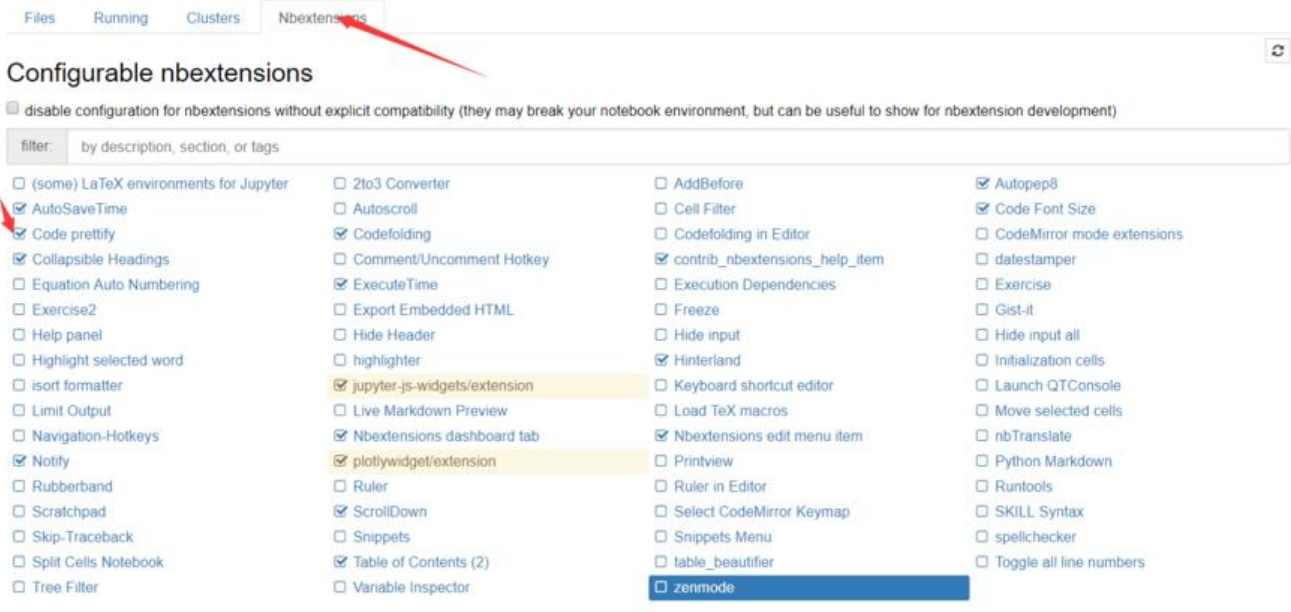 Files Running Clusters Nbextensions
Configurable nbextensions
disable configuration for nbextensions without explicit compatibility (they may break your notebook environment, but can be useful to show for nbextension development)
filter: by description, section, or tags
(some) LaTeX environments for Jupyter 2to3 Converter AddBefore Autopep8
AutoSaveTime Autoscroll Cell Filter Code Font Size
Code prettify Codefolding Codefolding in Editor CodeMirror mode extensions
Collapsible Headings Comment/Uncomment Hotkey contrib_nbextensions_help_item datestamper
Equation Auto Numbering ExecuteTime Execution Dependencies Exercise
Exercise2 Export Embedded HTML Freeze Gist-it
Help panel Hide Header Hide input Hide input all
Highlight selected word highlighter Hinterland Initialization cells
isort formatter jupyter-js-widgets/extension Keyboard shortcut editor Launch QTConsole
Limit Output Live Markdown Preview Load TeX macros Move selected cells
Navigation-Hotkeys Nbextensions dashboard tab Nbextensions edit menu item nbTranslate
Notify plotlywidget/extension Printview Python Markdown
Rubberband Ruler Ruler in Editor Runtools
Scratchpad ScrollDown Select CodeMirror Keymap SKILL Syntax
Skip-Traceback Snippets Snippets Menu spellchecker
Split Cells Notebook Table of Contents (2) table_beautifier Toggle all line numbers
Tree Filter Variable Inspector zenmode